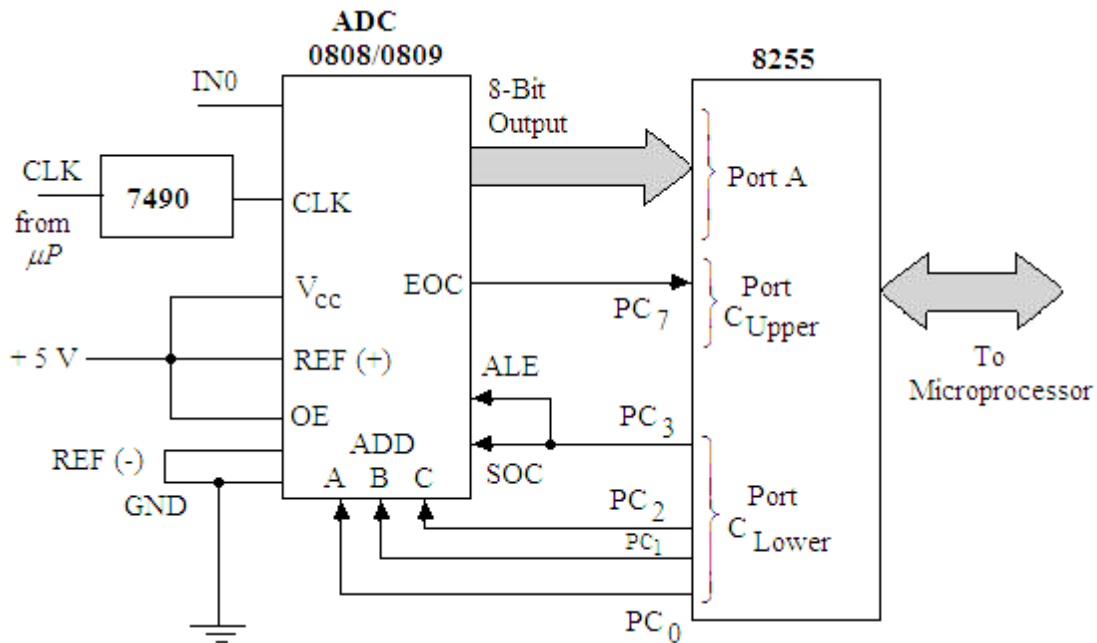 ADC
0808/0809
8255
IN0
8-Bit
Output
CLK
from
µP
7490
CLK
Port A
VCC
EOC
PC7
Port
CUpper
+ 5 V
REF (+)
ALE
To
Microprocessor
OE
PC3
REF (-)
ADD
SOC
GND
A B C
Port
CLower
PC2
PC1
PC0